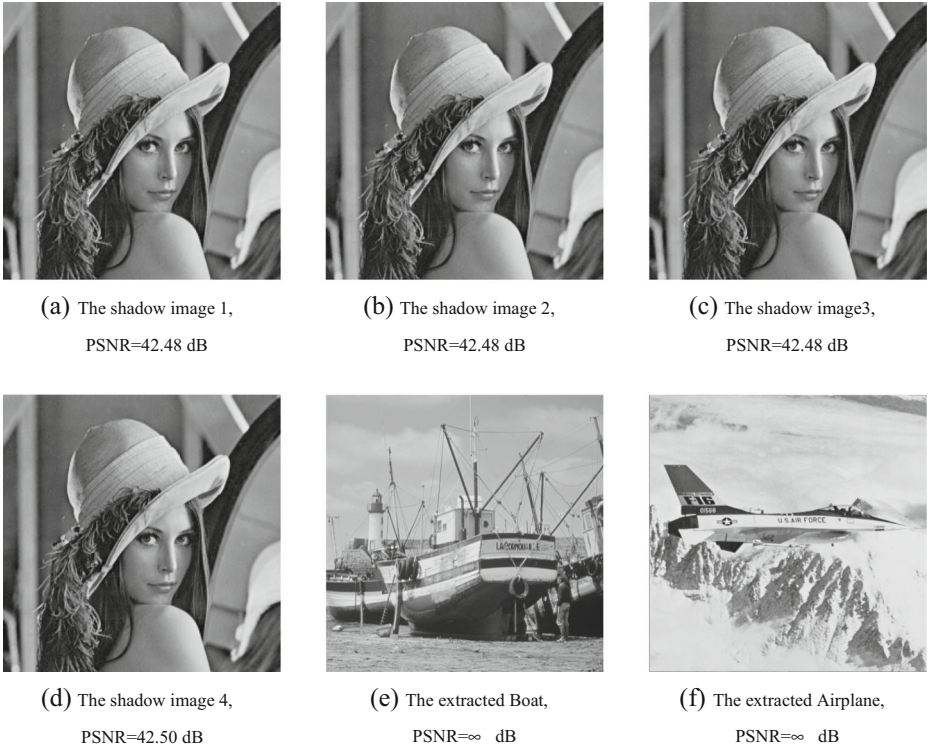 (a) The shadow image 1,
PSNR=42.48 dB
(b) The shadow image 2,
PSNR=42.48 dB
(c) The shadow image3,
PSNR=42.48 dB
F16
01568
U.S. AIR FORCE
(d) The shadow image 4,
PSNR=42.50 dB
(e) The extracted Boat,
PSNR=∞ dB
(f) The extracted Airplane,
PSNR=∞ dB